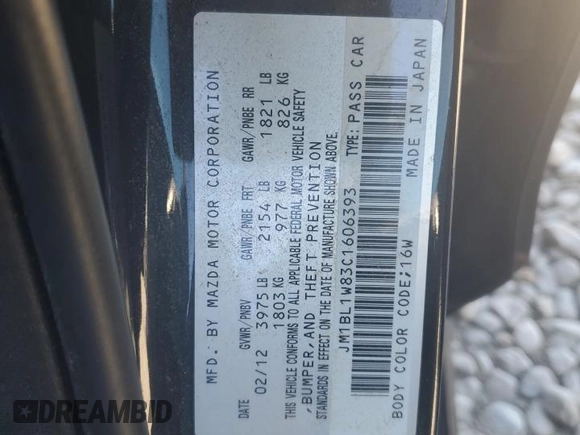 MFD. BY MAZDA MOTOR CORPORATION
DATE GVWR/PNBV GAWR/PNBE FRT GAWR/PNBE RR
02/12 3975 LB 2154 LB 1821 LB
1803 KG 977 KG 826 KG
THIS VEHICLE CONFORMS TO ALL APPLICABLE FEDERAL MOTOR VEHICLE SAFETY
,BUMPER,AND THEFT PREVENTION
STANDARDS IN EFFECT ON THE DATE OF MANUFACTURE SHOWN ABOVE.
JM1BL1W83C1606393 TYPE: PASS CAR
BODY COLOR CODE;16W MADE IN JAPAN
DREAMBID